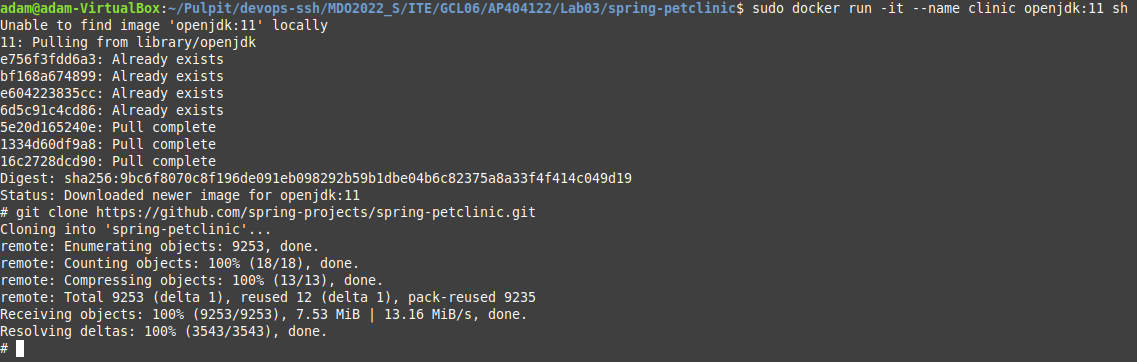 adam@adam-VirtualBox:~/Pulpit/devops-ssh/MDO2022_S/ITE/GCL06/AP404122/Lab03/spring-petclinic$ sudo docker run -it --name clinic openjdk:11 sh
Unable to find image 'openjdk:11' locally
11: Pulling from library/openjdk
e756f3fdd6a3: Already exists
bf168a674899: Already exists
e604223835cc: Already exists
6d5c91c4cd86: Already exists
5e20d165240e: Pull complete
1334d60df9a8: Pull complete
16c2728dcd90: Pull complete
Digest: sha256:9bc6f8070c8f196de091eb098292b59b1dbe04b6c82375a8a33f4f414c049d19
Status: Downloaded newer image for openjdk:11
# git clone https://github.com/spring-projects/spring-petclinic.git
Cloning into 'spring-petclinic'...
remote: Enumerating objects: 9253, done.
remote: Counting objects: 100% (18/18), done.
remote: Compressing objects: 100% (13/13), done.
remote: Total 9253 (delta 1), reused 12 (delta 1), pack-reused 9235
Receiving objects: 100% (9253/9253), 7.53 MiB | 13.16 MiB/s, done.
Resolving deltas: 100% (3543/3543), done.
#